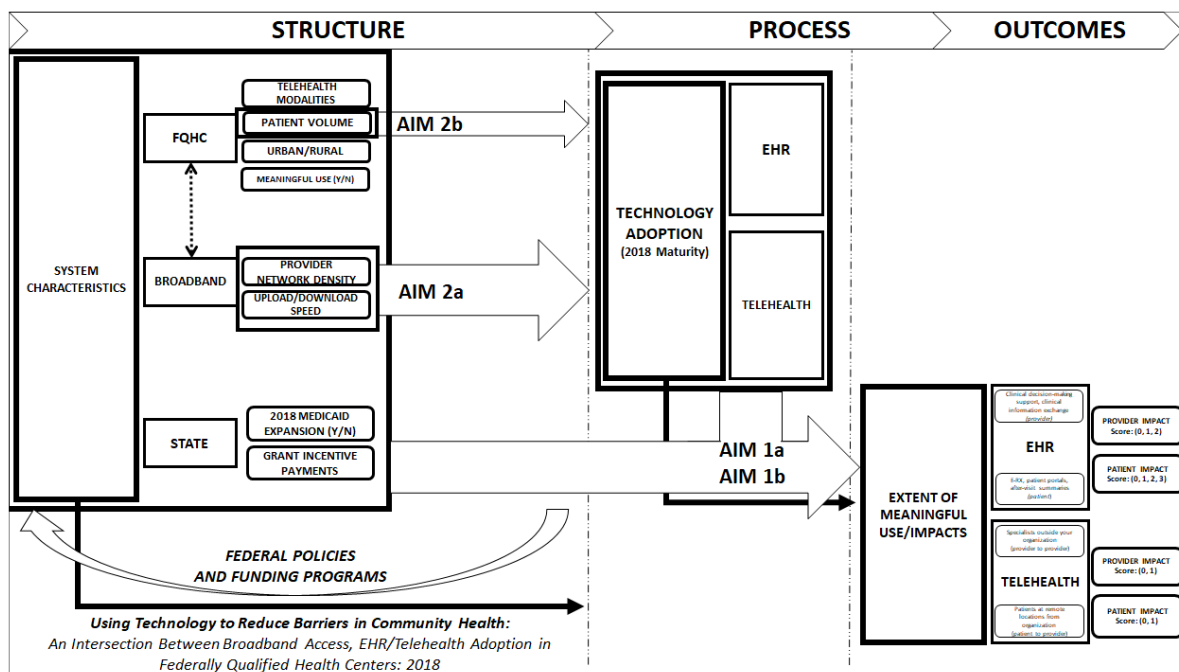 STRUCTURE
PROCESS
OUTCOMES
SYSTEM
CHARACTERISTICS
FQHC
TELEHEALTH
MODALITIES
PATIENT VOLUME
URBAN/RURAL
MEANINGFUL USE (Y/N)
AIM 2b
BROADBAND
PROVIDER
NETWORK DENSITY
UPLOAD/DOWNLOAD
SPEED
AIM 2a
STATE
2018 MEDICAID
EXPANSION (Y/N)
GRANT INCENTIVE
PAYMENTS
TECHNOLOGY
ADOPTION
(2018 Maturity)
EHR
TELEHEALTH
AIM 1a
AIM 1b
EXTENT OF
MEANINGFUL
USE/IMPACTS
Clinical decision-making
support, clinical
information exchange
(provider)
EHR
E-RX, patient portals,
after-visit summaries
(patient)
PROVIDER IMPACT
Score: (0, 1, 2)
PATIENT IMPACT
Score: (0, 1, 2, 3)
Specialists outside your
organization
(provider to provider)
TELEHEALTH
Patients at remote
locations from
organization
(patient to provider)
PROVIDER IMPACT
Score: (0, 1)
PATIENT IMPACT
Score: (0, 1)
FEDERAL POLICIES
AND FUNDING PROGRAMS
Using Technology to Reduce Barriers in Community Health:
An Intersection Between Broadband Access, EHR/Telehealth Adoption in
Federally Qualified Health Centers: 2018